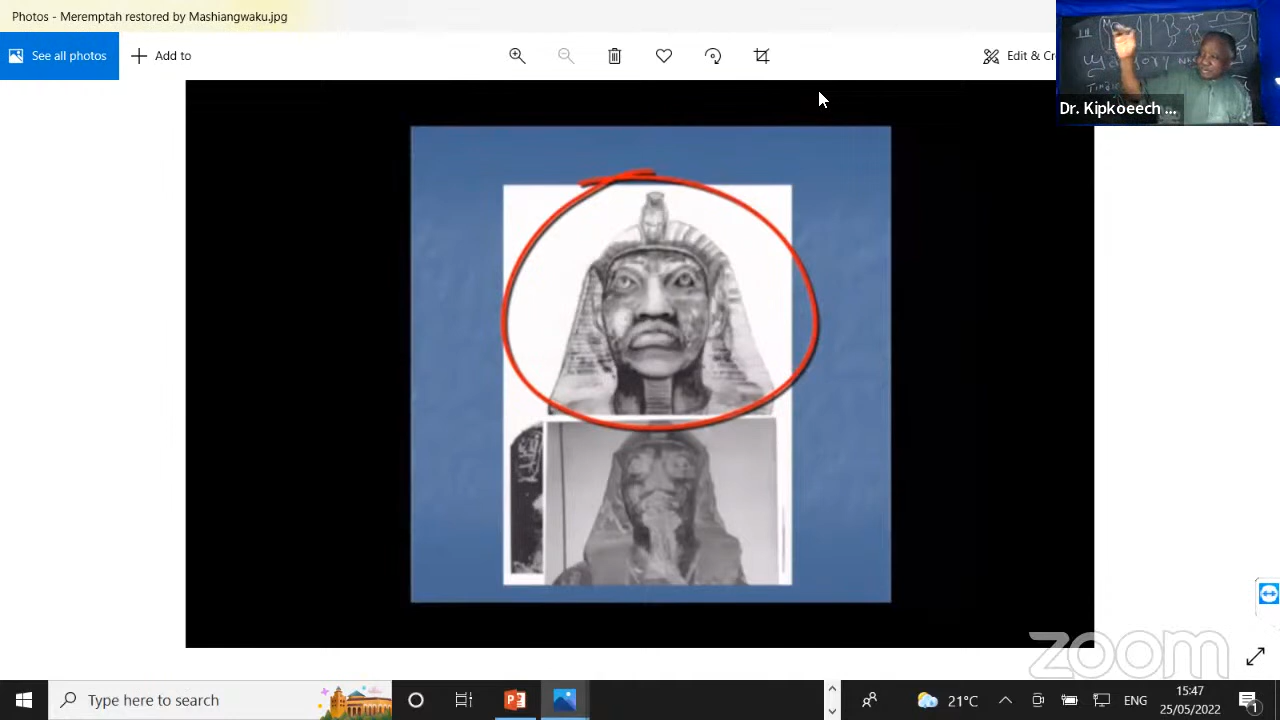 Photos - Meremptah restored by Mashiangwaku.jpg
See all photos
Add to
Edit & Cr
Dr. Kipkoeech ...
zoom
Type here to search
21°C
ENG
15:47
25/05/2022
1